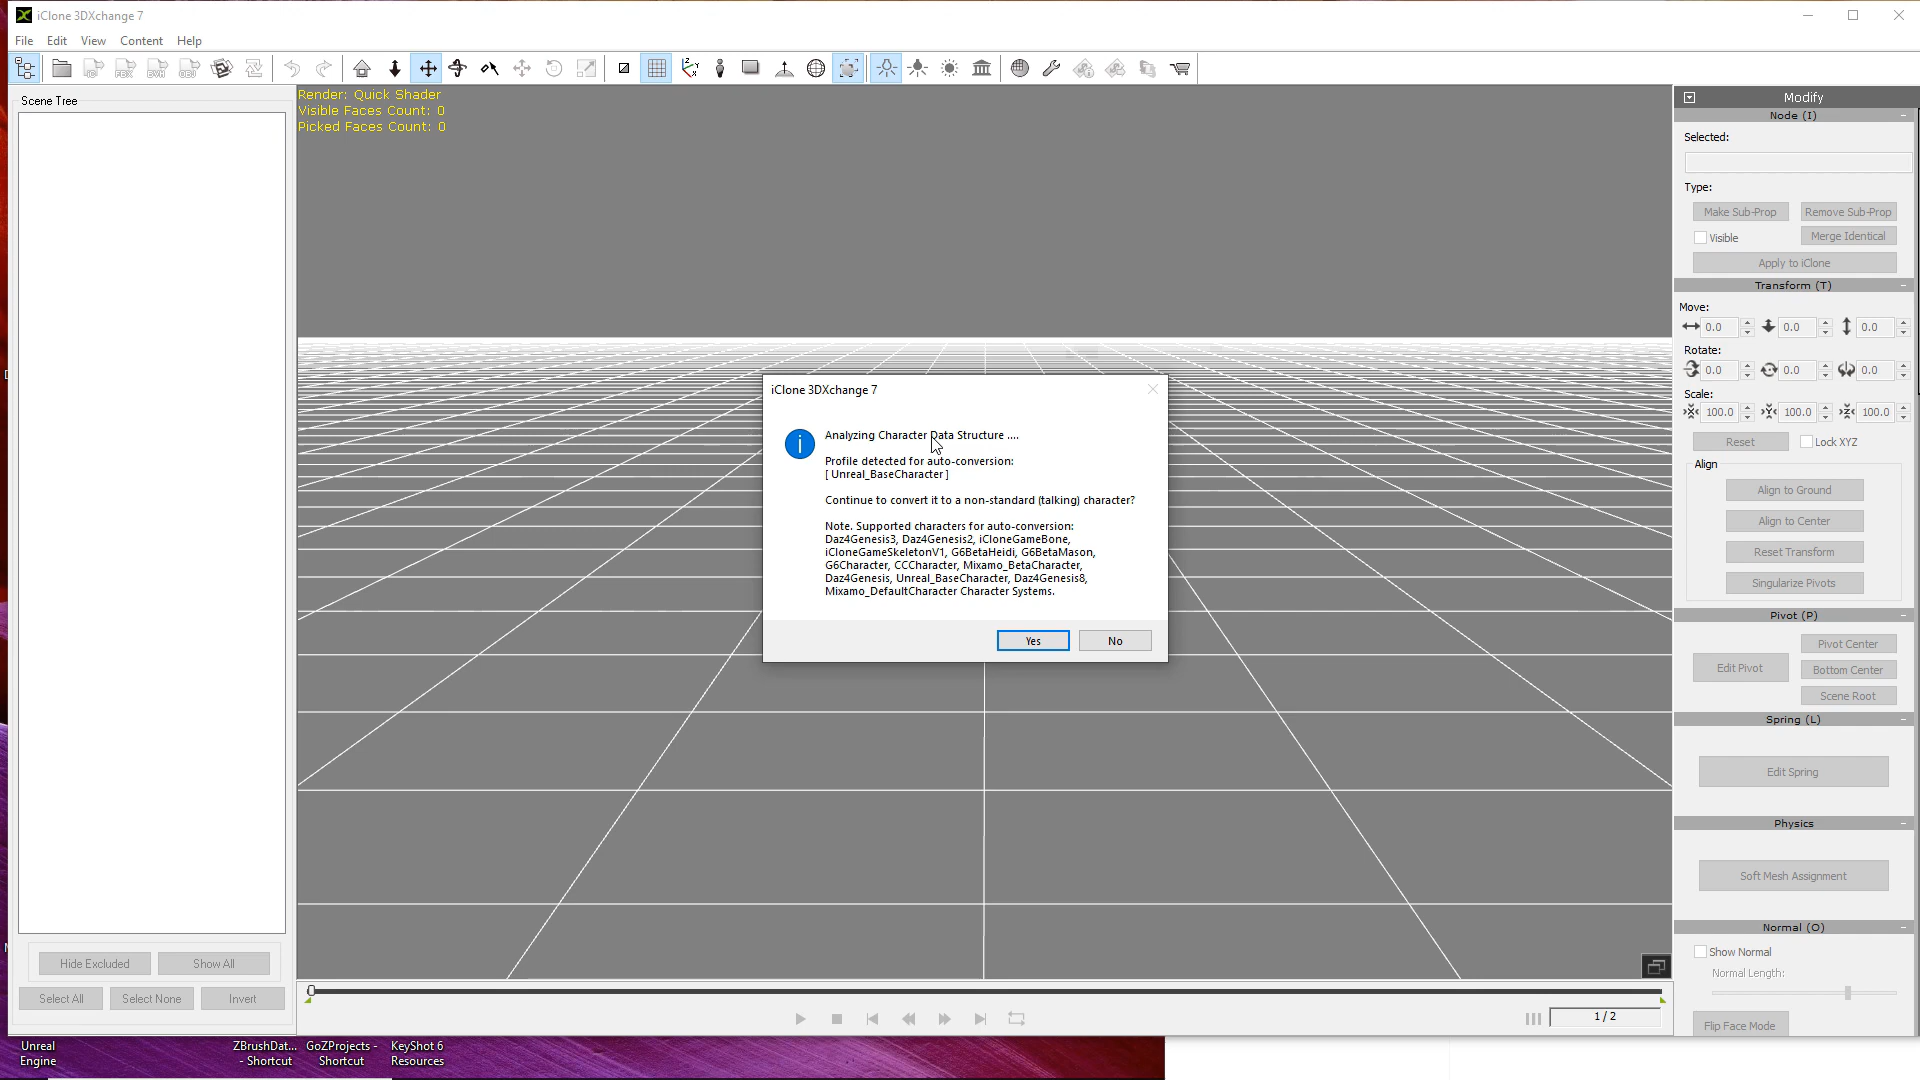 iClone 3DXchange 7
File Edit View Content Help
Scene Tree
Render: Quick Shader
Visible Faces Count: 0
Picked Faces Count: 0
iClone 3DXchange 7
Analyzing Character Data Structure ....
Profile detected for auto-conversion:
[ Unreal_BaseCharacter ]
Continue to convert it to a non-standard (talking) character?
Note. Supported characters for auto-conversion:
Daz4Genesis3, Daz4Genesis2, iCloneGameBone,
iCloneGameSkeletonV1, G6BetaHeidi, G6BetaMason,
G6Character, CCCharacter, Mixamo_BetaCharacter,
Daz4Genesis, Unreal_BaseCharacter, Daz4Genesis8,
Mixamo_DefaultCharacter Character Systems.
Yes No
Modify
Node (I)
Selected:
Type:
Make Sub-Prop Remove Sub-Prop
Visible Merge Identical
Apply to iClone
Transform (T)
Move:
0.0 0.0 0.0
Rotate:
0.0 0.0 0.0
Scale:
100.0 100.0 100.0
Reset Lock XYZ
Align
Align to Ground
Align to Center
Reset Transform
Singularize Pivots
Pivot (P)
Pivot Center
Edit Pivot
Bottom Center
Scene Root
Spring (L)
Edit Spring
Physics
Soft Mesh Assignment
Normal (O)
Show Normal
Normal Length:
Flip Face Mode
Hide Excluded Show All
Select All Select None Invert
1 / 2
Unreal
Engine
ZBrushDat...
- Shortcut
GoZProjects -
Shortcut
KeyShot 6
Resources